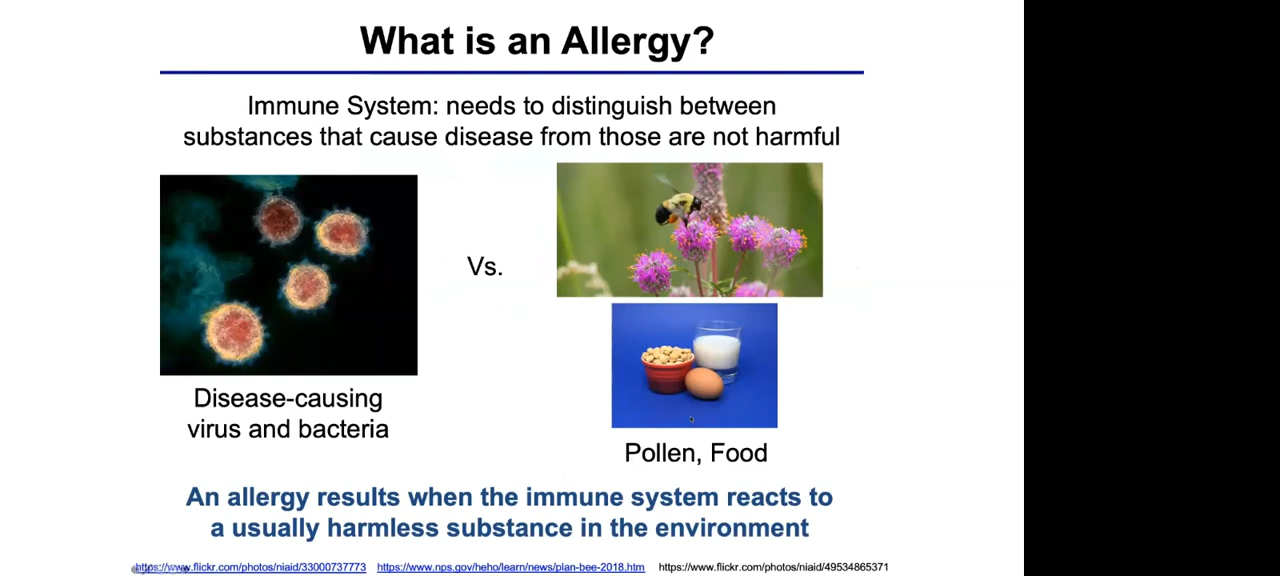 What is an Allergy?
Immune System: needs to distinguish between
substances that cause disease from those are not harmful
Vs.
Disease-causing
virus and bacteria
Pollen, Food
An allergy results when the immune system reacts to
a usually harmless substance in the environment
https://www.flickr.com/photos/niaid/33000737773 https://www.nps.gov/heho/learn/news/plan-bee-2018.htm https://www.flickr.com/photos/niaid/49534865371